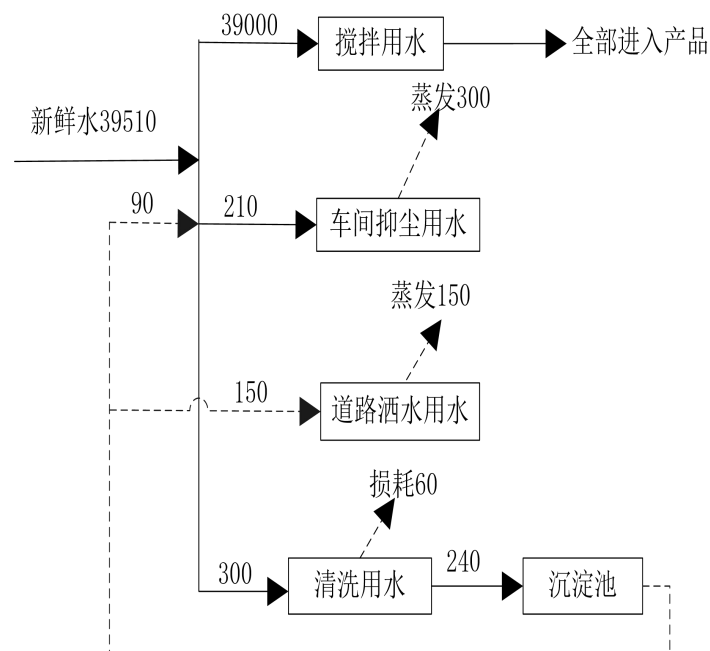 39000
搅拌用水
全部进入产品
蒸发300
新鲜水39510
90
210
车间抑尘用水
蒸发150
150
道路洒水用水
损耗60
300
清洗用水
240
沉淀池